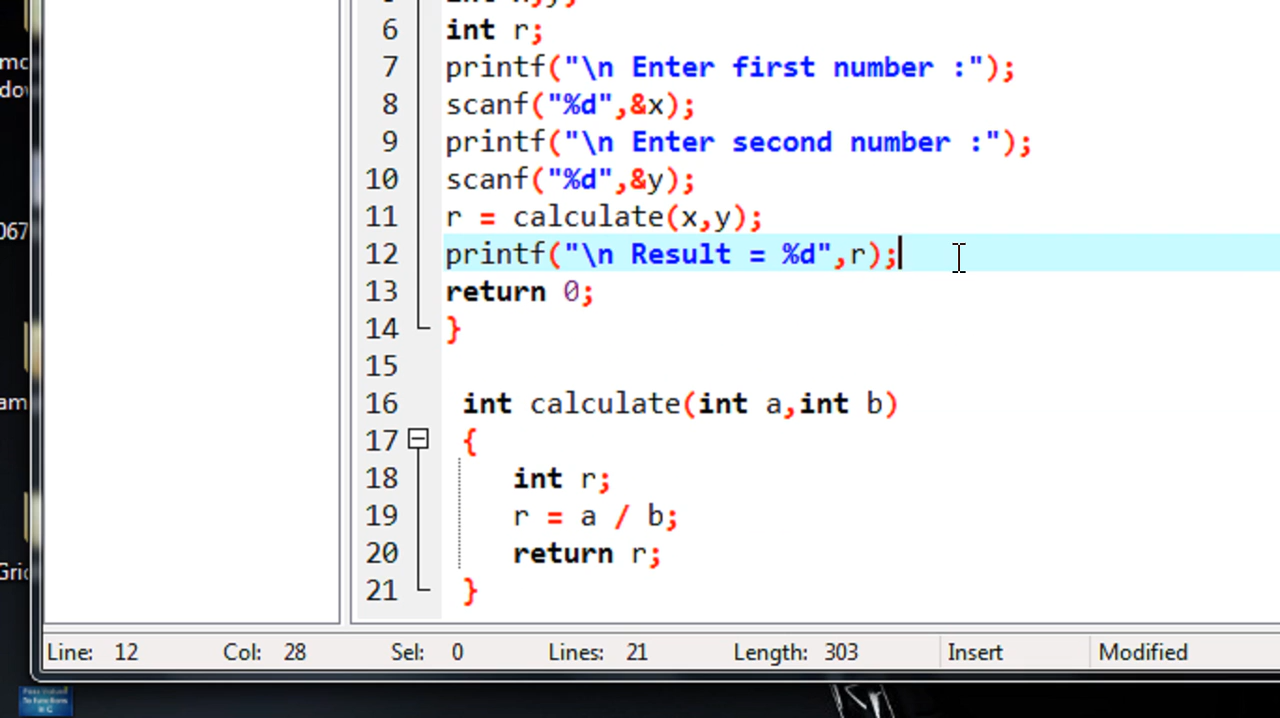 6 int r;
7 printf("\n Enter first number :");
8 scanf("%d",&x);
9 printf("\n Enter second number :");
10 scanf("%d",&y);
11 r = calculate(x,y);
12 printf("\n Result = %d",r);
13 return 0;
14 }
15
16 int calculate(int a,int b)
17 {
18 int r;
19 r = a / b;
20 return r;
21 }
Line: 12 Col: 28 Sel: 0 Lines: 21 Length: 303 Insert Modified